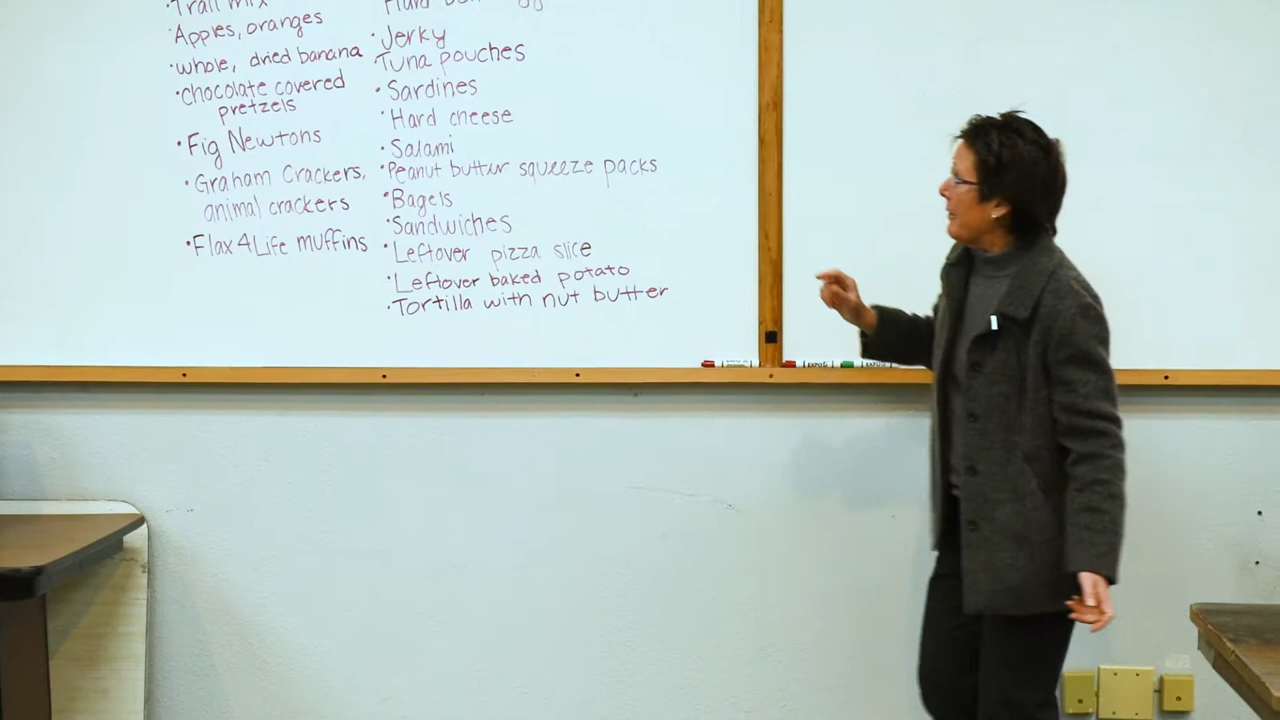 · Trail mix
· Apples, oranges
· whole, dried banana
· chocolate covered
pretzels
· Fig Newtons
· Graham Crackers,
animal crackers
· Flax4Life muffins
· Jerky
Tuna pouches
· Sardines
· Hard cheese
· Salami
· Peanut butter squeeze packs
· Bagels
· Sandwiches
· Leftover pizza slice
· Leftover baked potato
· Tortilla with nut butter
EXPO
EXPO